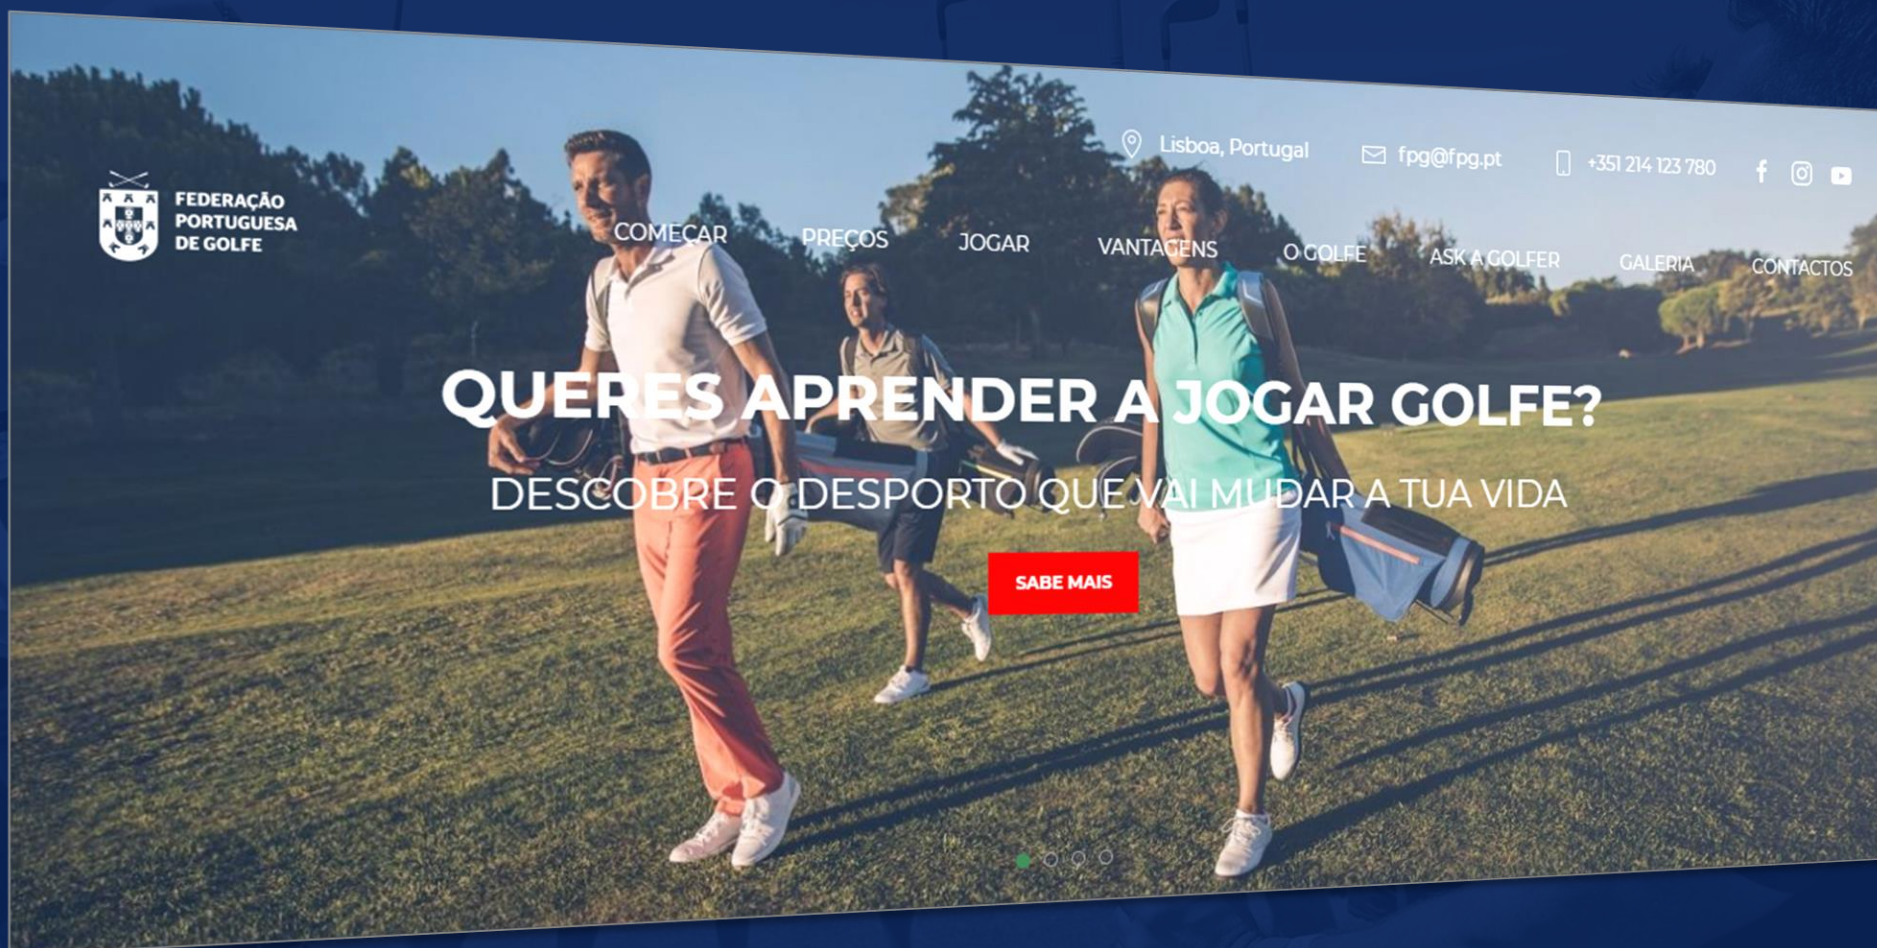 Lisboa, Portugal
fpg@fpg.pt
+351 214 123 780
FEDERAÇÃO
PORTUGUESA
DE GOLFE
COMEÇAR
PREÇOS
JOGAR
VANTAGENS
O GOLFE
ASK A GOLFER
GALERIA
CONTACTOS
QUERES APRENDER A JOGAR GOLFE?
DESCOBRE O DESPORTO QUE VAI MUDAR A TUA VIDA
SABE MAIS